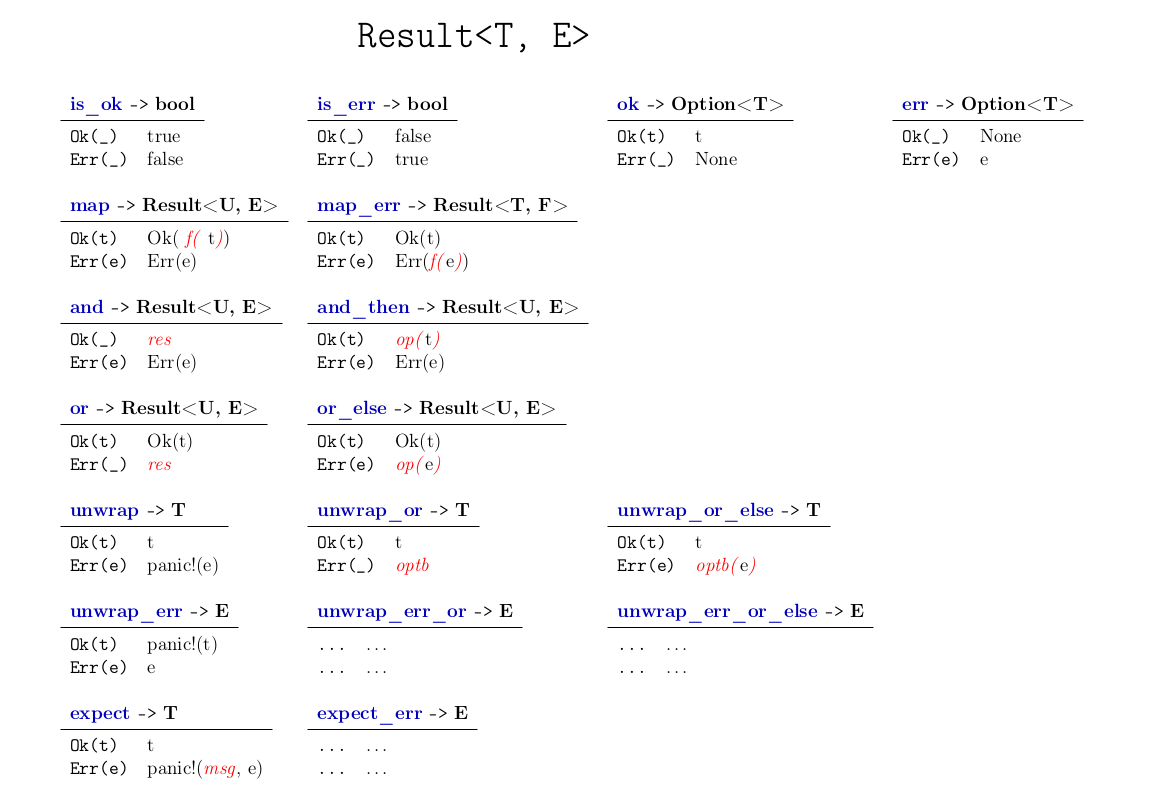 Result<T, E>
is_ok -> bool
Ok(_) true
Err(_) false
is_err -> bool
Ok(_) false
Err(_) true
ok -> Option<T>
Ok(t) t
Err(_) None
err -> Option<T>
Ok(_) None
Err(e) e
map -> Result<U, E>
Ok(t) Ok( f( t))
Err(e) Err(e)
map_err -> Result<T, F>
Ok(t) Ok(t)
Err(e) Err(f(e))
and -> Result<U, E>
Ok(_) res
Err(e) Err(e)
and_then -> Result<U, E>
Ok(t) op(t)
Err(e) Err(e)
or -> Result<U, E>
Ok(t) Ok(t)
Err(_) res
or_else -> Result<U, E>
Ok(t) Ok(t)
Err(e) op(e)
unwrap -> T
Ok(t) t
Err(e) panic!(e)
unwrap_or -> T
Ok(t) t
Err(_) optb
unwrap_or_else -> T
Ok(t) t
Err(e) optb(e)
unwrap_err -> E
Ok(t) panic!(t)
Err(e) e
unwrap_err_or -> E
... ...
... ...
unwrap_err_or_else -> E
... ...
... ...
expect -> T
Ok(t) t
Err(e) panic!(msg, e)
expect_err -> E
... ...
... ...